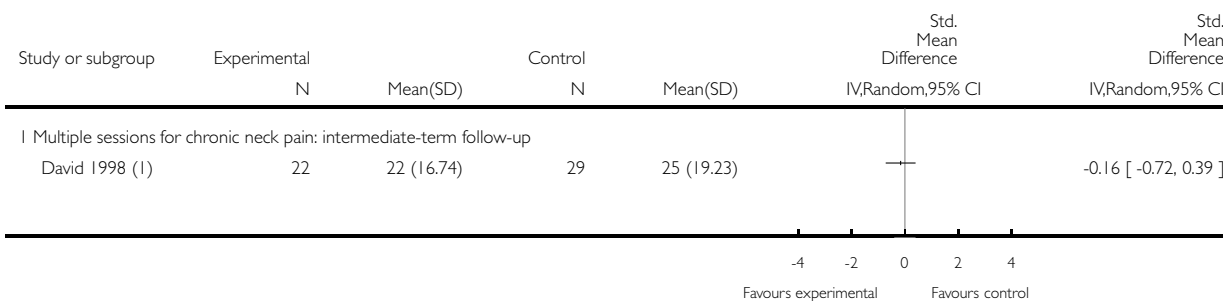 Std.
Mean
Difference
Std.
Mean
Difference
Study or subgroup Experimental Control
N Mean(SD) N Mean(SD) IV,Random,95% CI IV,Random,95% CI
1 Multiple sessions for chronic neck pain: intermediate-term follow-up
David 1998 (1) 22 22 (16.74) 29 25 (19.23) -0.16 [ -0.72, 0.39 ]
-4 -2 0 2 4
Favours experimental Favours control